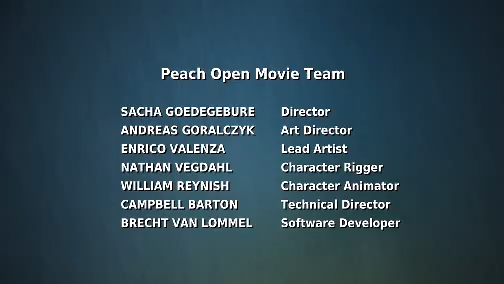 Peach Open Movie Team
SACHA GOEDEGEBURE Director
ANDREAS GORALCZYK Art Director
ENRICO VALENZA Lead Artist
NATHAN VEGDAHL Character Rigger
WILLIAM REYNISH Character Animator
CAMPBELL BARTON Technical Director
BRECHT VAN LOMMEL Software Developer